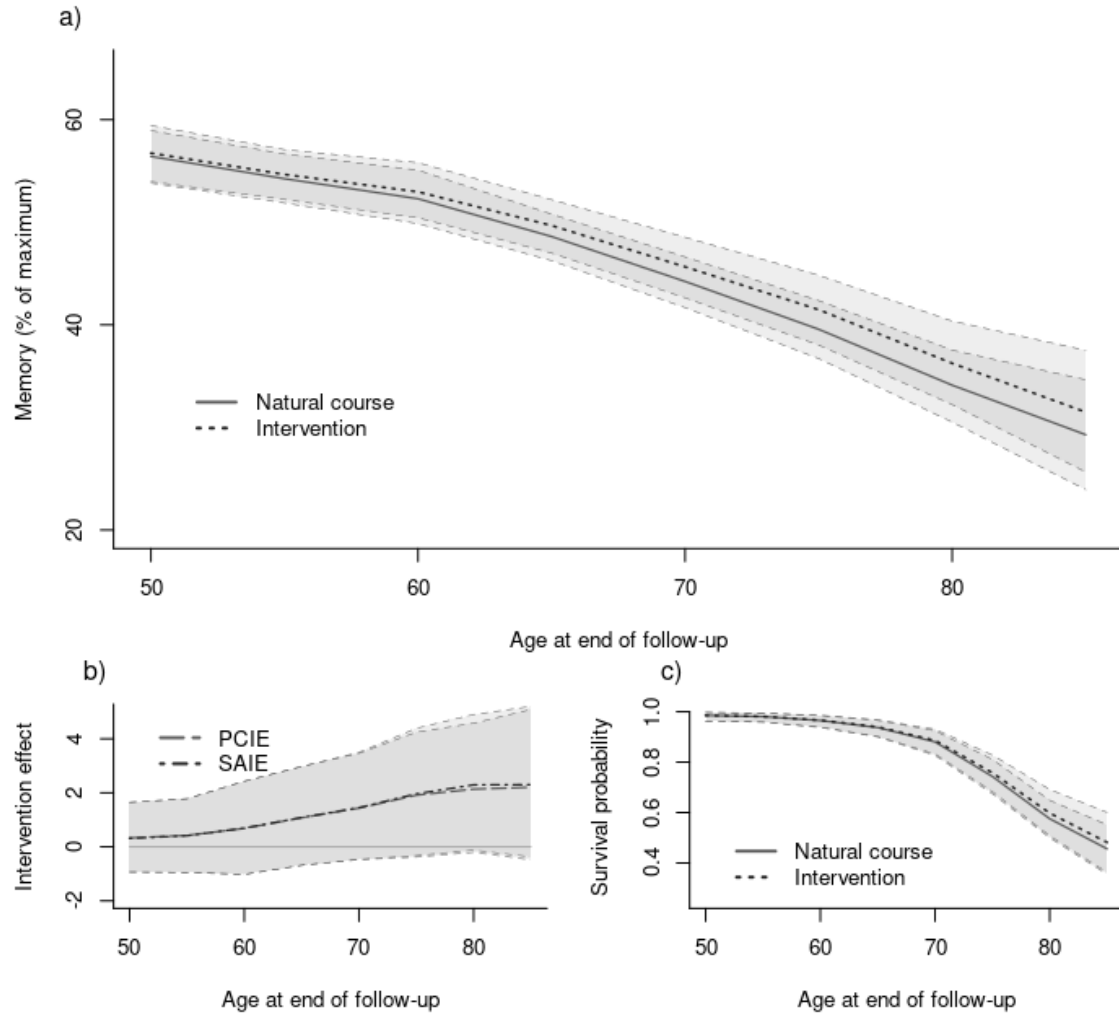 a)
Memory (% of maximum)
60
40
20
Natural course
Intervention
50
60
70
80
Age at end of follow-up
b)
Intervention effect
4
2
0
-2
PCIE
SAIE
50
60
70
80
Age at end of follow-up
c)
Survival probability
1.0
0.8
0.6
0.4
Natural course
Intervention
50
60
70
80
Age at end of follow-up